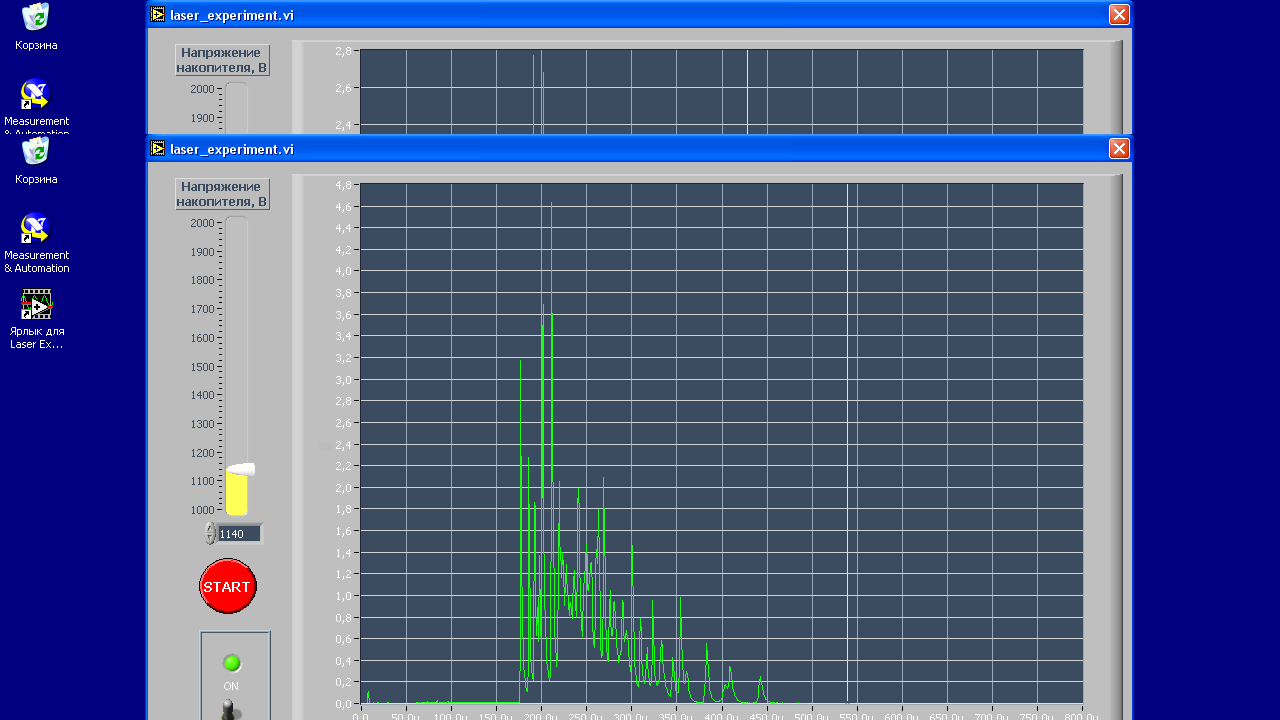 Корзина
Measurement
& Automation
laser_experiment.vi
Напряжение
накопителя, В
2000
1900
2,8
2,6
2,4
Корзина
Measurement
& Automation
Ярлык для
Laser Ex...
laser_experiment.vi
Напряжение
накопителя, В
2000
1900
1800
1700
1600
1500
1400
1300
1200
1100
1000
1140
START
ON
4,8
4,6
4,4
4,2
4,0
3,8
3,6
3,4
3,2
3,0
2,8
2,6
2,4
2,2
2,0
1,8
1,6
1,4
1,2
1,0
0,8
0,6
0,4
0,2
0,0
0,0 50,0u 100,0u 150,0u 200,0u 250,0u 300,0u 350,0u 400,0u 450,0u 500,0u 550,0u 600,0u 650,0u 700,0u 750,0u 800,0u